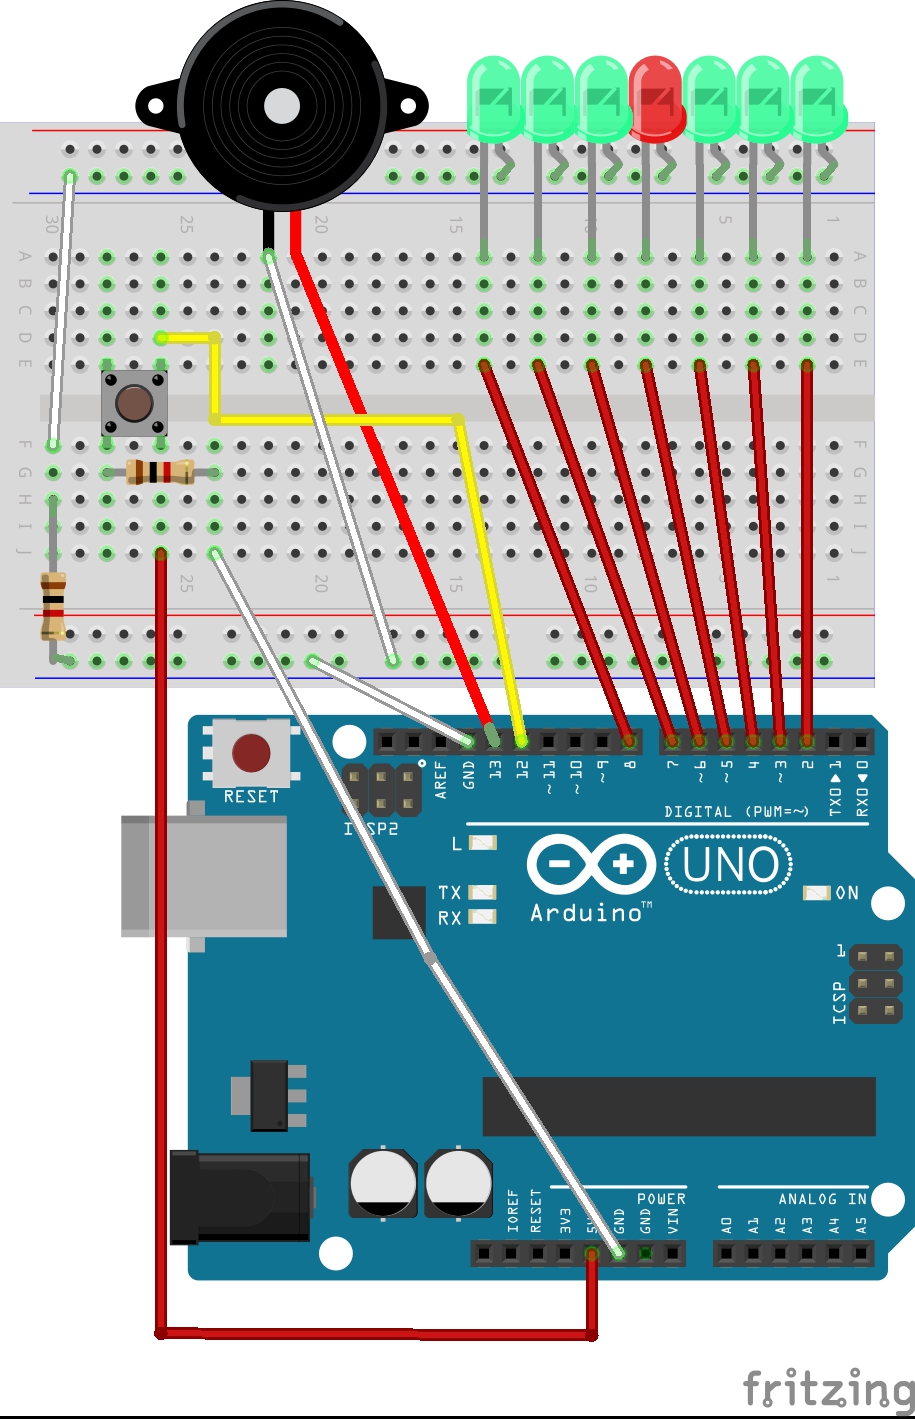 30 25 20 15 10 5 1
A A
B B
C C
D D
E E
F F
G G
H H
I I
J J
25 20 15 10 5 1
RESET
AREF GND 13 12 ~11 ~10 ~9 8 7 ~6 ~5 4 ~3 2 TX0▶1 RX0◀0
DIGITAL (PWM=~)
ICSP2
L
TX
RX
UNO
Arduino™
ON
1
ICSP
POWER
ANALOG IN
IOREF RESET 3V3 5V GND GND VIN A0 A1 A2 A3 A4 A5
fritzing